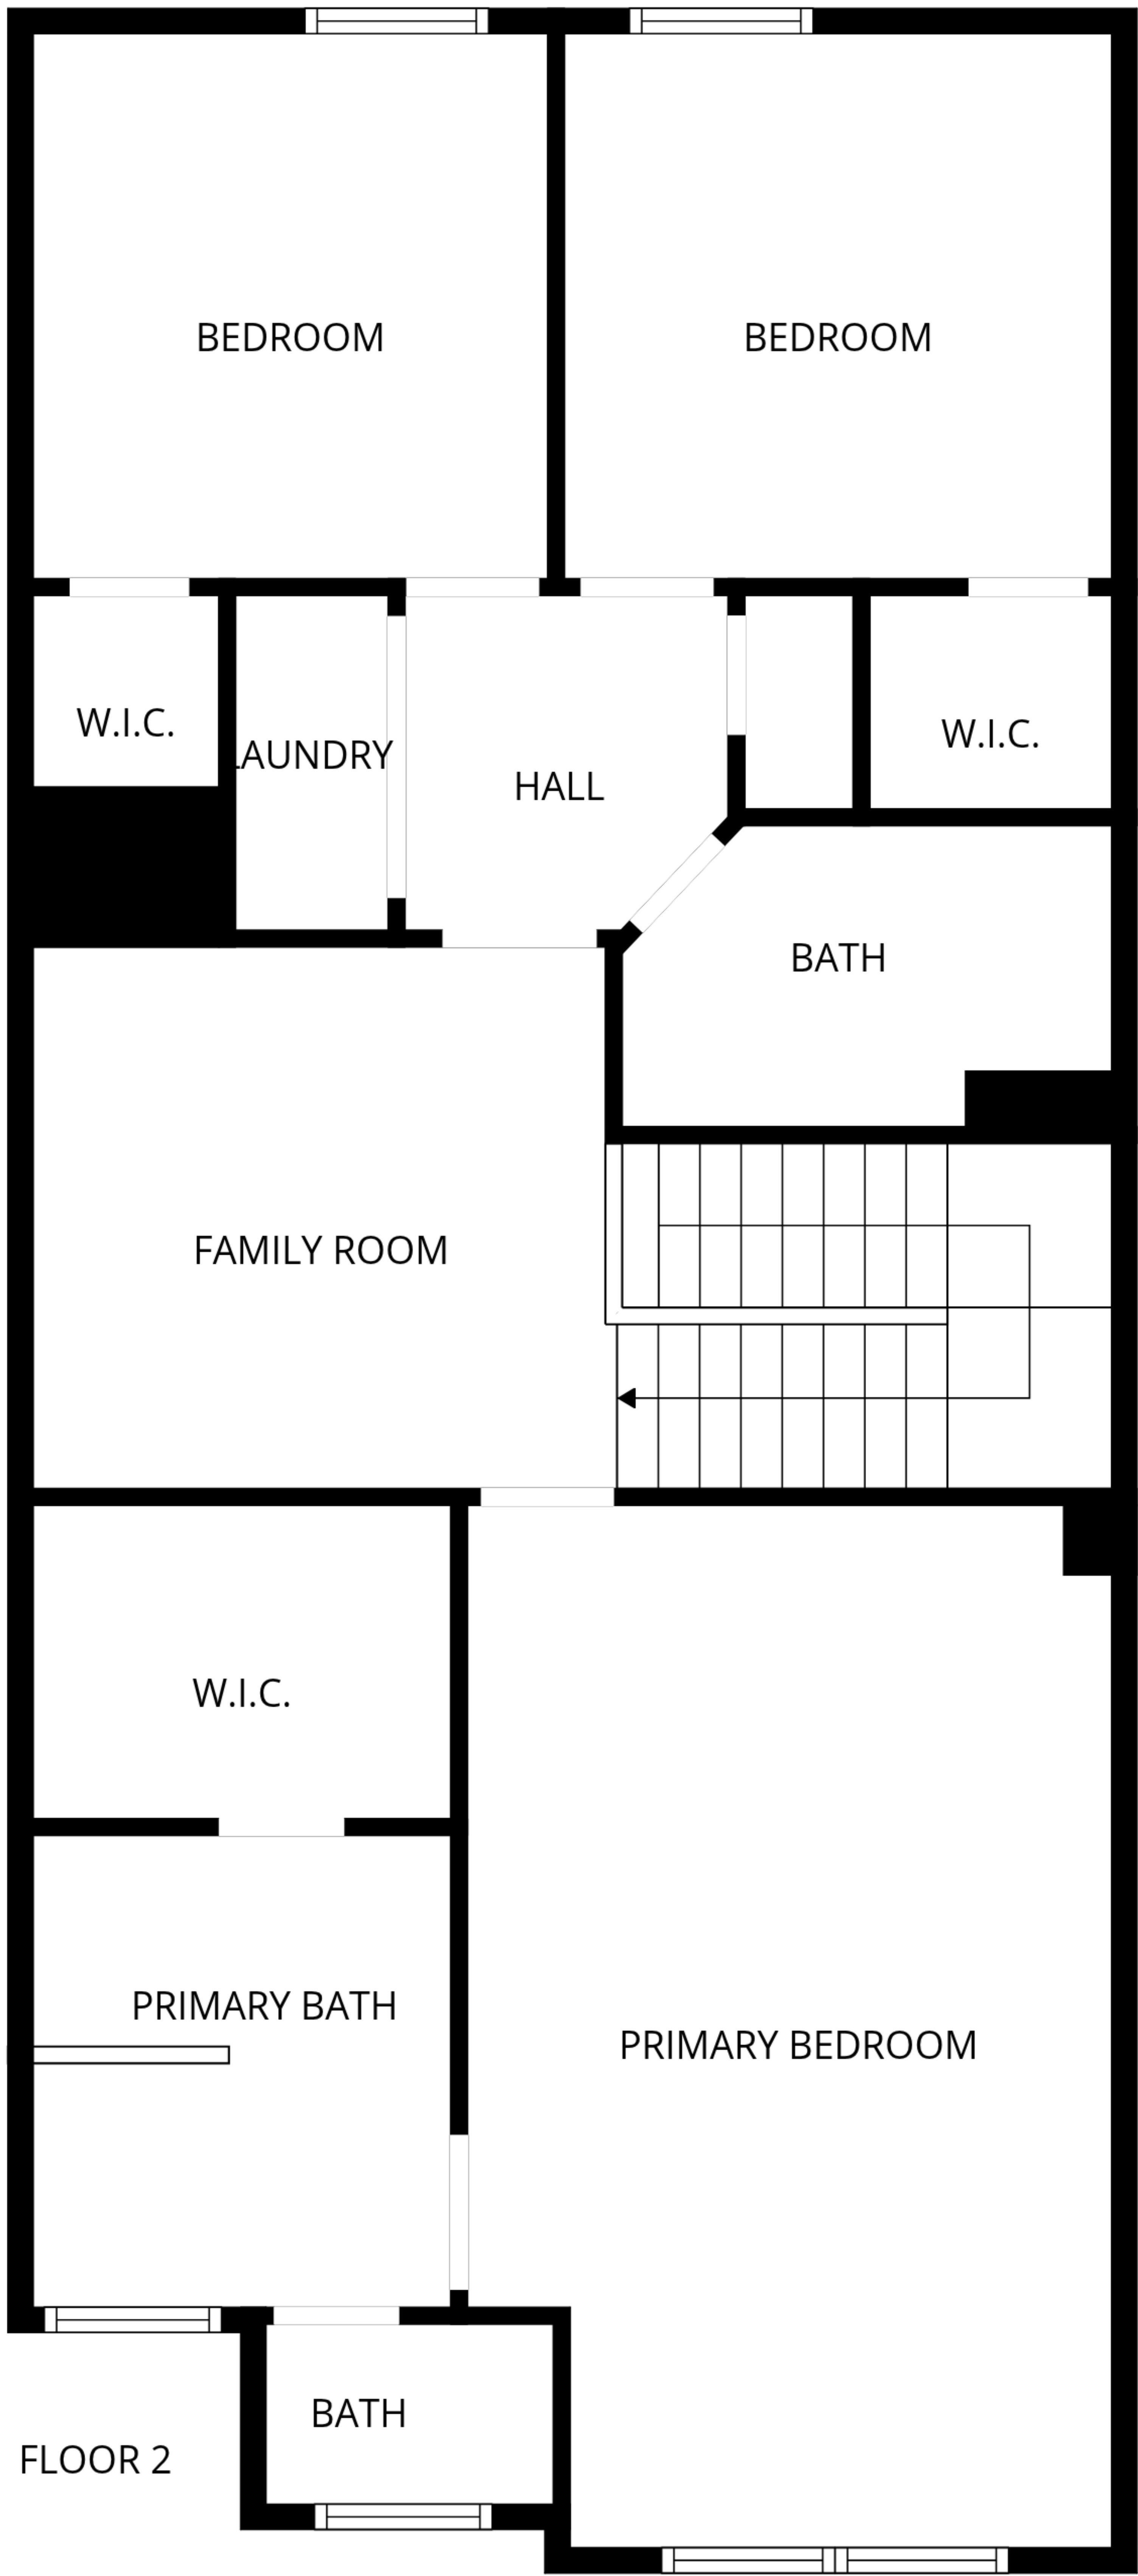 BEDROOM
BEDROOM
W.I.C.
LAUNDRY
HALL
W.I.C.
BATH
FAMILY ROOM
W.I.C.
PRIMARY BATH
PRIMARY BEDROOM
BATH
FLOOR 2